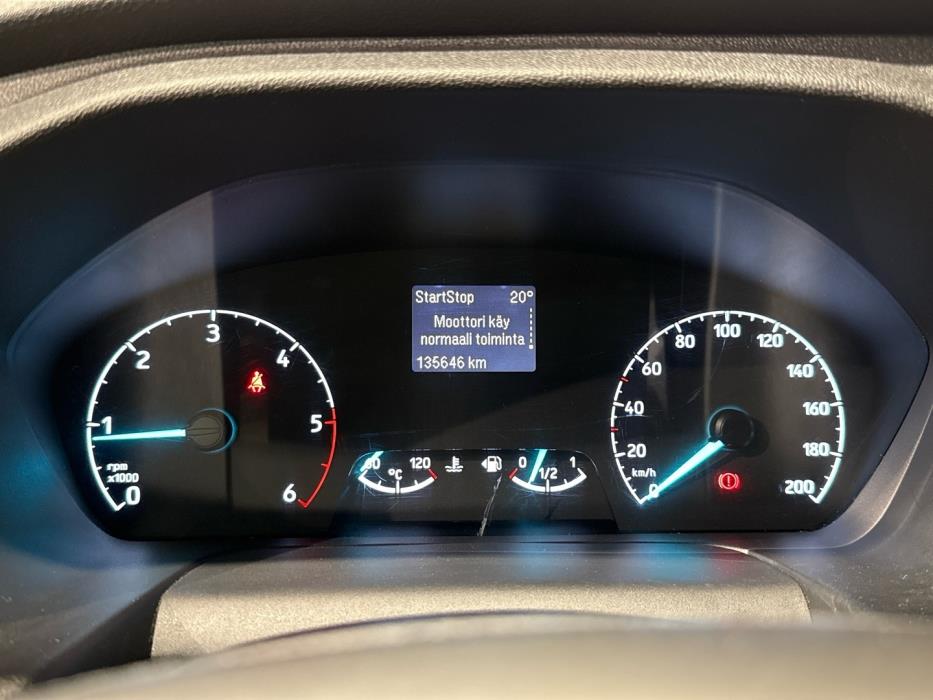 StartStop 20°
Moottori käy
normaali toiminta
135646 km
0
1
2
3
4
5
6
rpm
x1000
60 °C 120
0 1/2 1
0
20
40
60
80
100
120
140
160
180
200
km/h